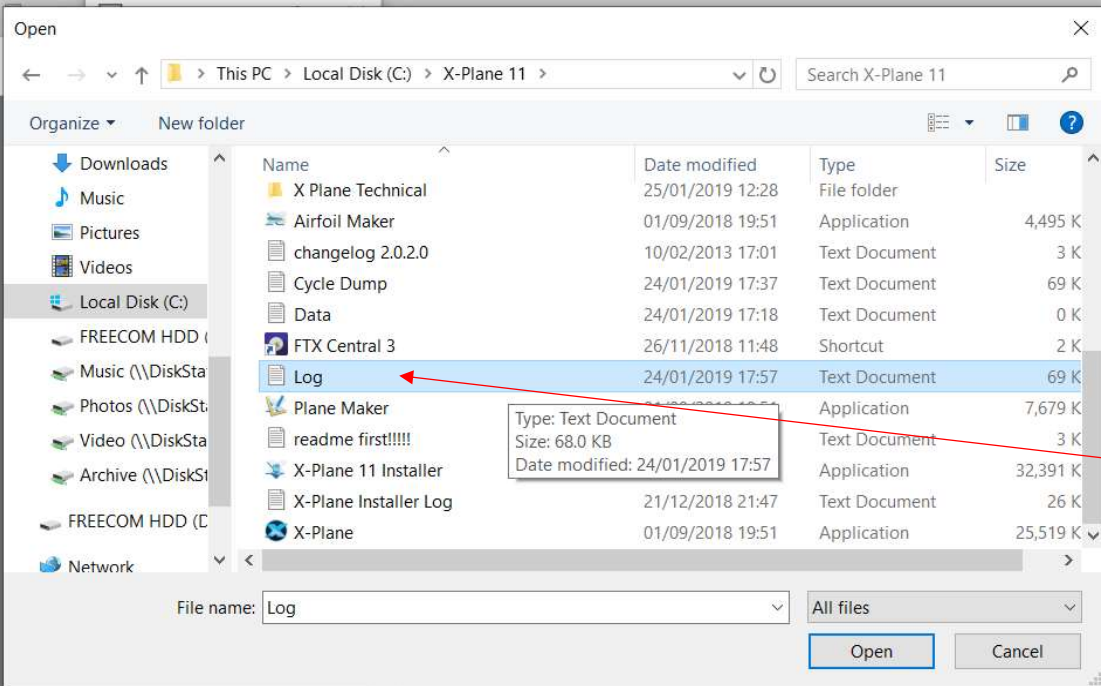 Open
This PC > Local Disk (C:) > X-Plane 11 >
Search X-Plane 11
Organize
New folder
Name Date modified Type Size
X Plane Technical 25/01/2019 12:28 File folder
Airfoil Maker 01/09/2018 19:51 Application 4,495 K
changelog 2.0.2.0 10/02/2013 17:01 Text Document 3 K
Cycle Dump 24/01/2019 17:37 Text Document 69 K
Data 24/01/2019 17:18 Text Document 0 K
FTX Central 3 26/11/2018 11:48 Shortcut 2 K
Log 24/01/2019 17:57 Text Document 69 K
Plane Maker Application 7,679 K
readme first!!!!! Text Document 3 K
X-Plane 11 Installer Application 32,391 K
X-Plane Installer Log 21/12/2018 21:47 Text Document 26 K
X-Plane 01/09/2018 19:51 Application 25,519 K
Type: Text Document
Size: 68.0 KB
Date modified: 24/01/2019 17:57
Downloads
Music
Pictures
Videos
Local Disk (C:)
FREECOM HDD (
Music (\\DiskSta
Photos (\\DiskSt
Video (\\DiskSta
Archive (\\DiskSt
FREECOM HDD (D
Network
File name: Log
All files
Open
Cancel